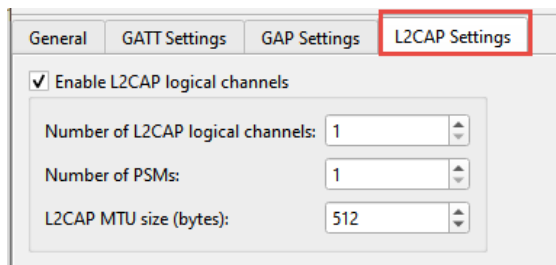 General GATT Settings GAP Settings L2CAP Settings
Enable L2CAP logical channels
Number of L2CAP logical channels: 1
Number of PSMs: 1
L2CAP MTU size (bytes): 512